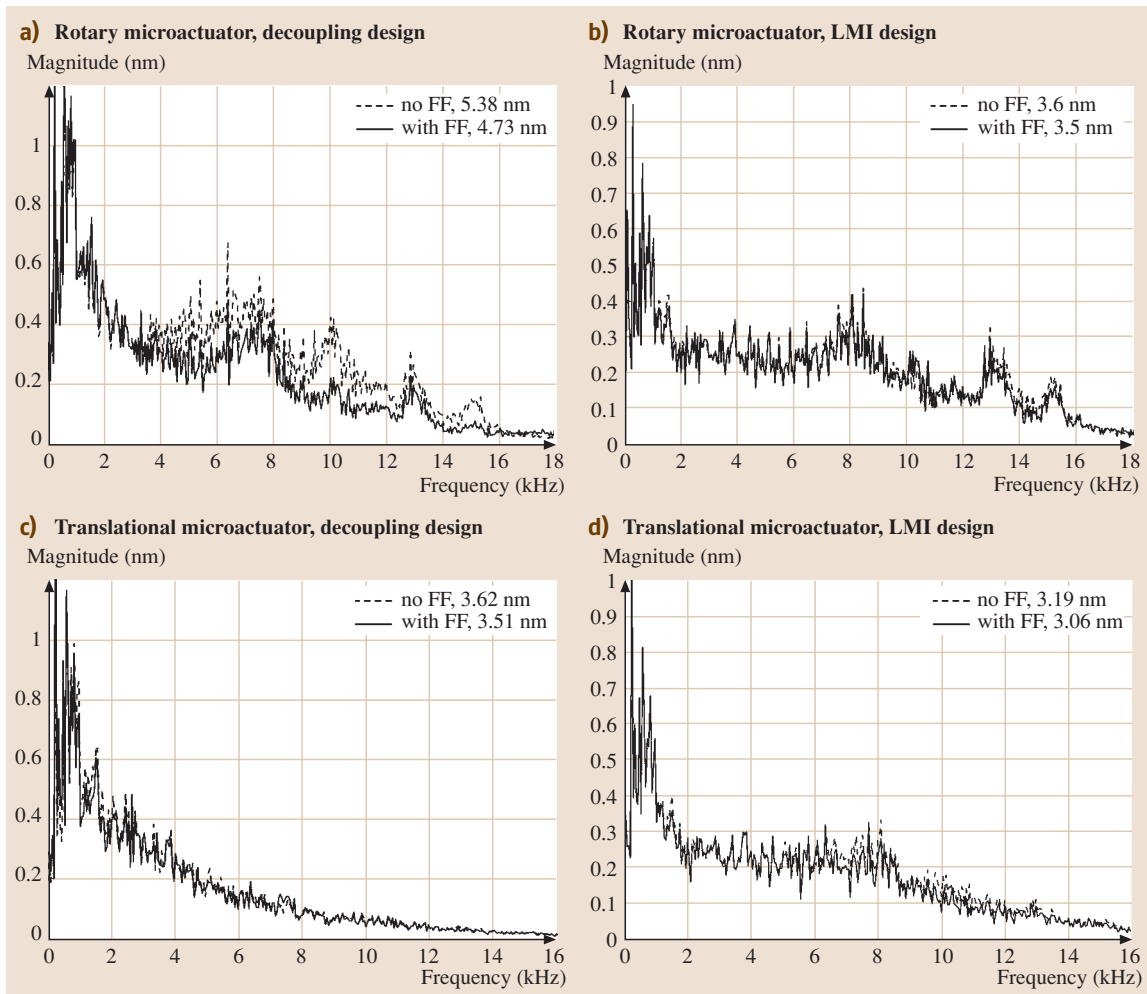 a) Rotary microactuator, decoupling design
Magnitude (nm)
no FF, 5.38 nm
with FF, 4.73 nm
1
0.8
0.6
0.4
0.2
0
0 2 4 6 8 10 12 14 16 18
Frequency (kHz)
b) Rotary microactuator, LMI design
Magnitude (nm)
no FF, 3.6 nm
with FF, 3.5 nm
1
0.9
0.8
0.7
0.6
0.5
0.4
0.3
0.2
0.1
0
0 2 4 6 8 10 12 14 16 18
Frequency (kHz)
c) Translational microactuator, decoupling design
Magnitude (nm)
no FF, 3.62 nm
with FF, 3.51 nm
1
0.8
0.6
0.4
0.2
0
0 2 4 6 8 10 12 14 16
Frequency (kHz)
d) Translational microactuator, LMI design
Magnitude (nm)
no FF, 3.19 nm
with FF, 3.06 nm
1
0.9
0.8
0.7
0.6
0.5
0.4
0.3
0.2
0.1
0
0 2 4 6 8 10 12 14 16
Frequency (kHz)